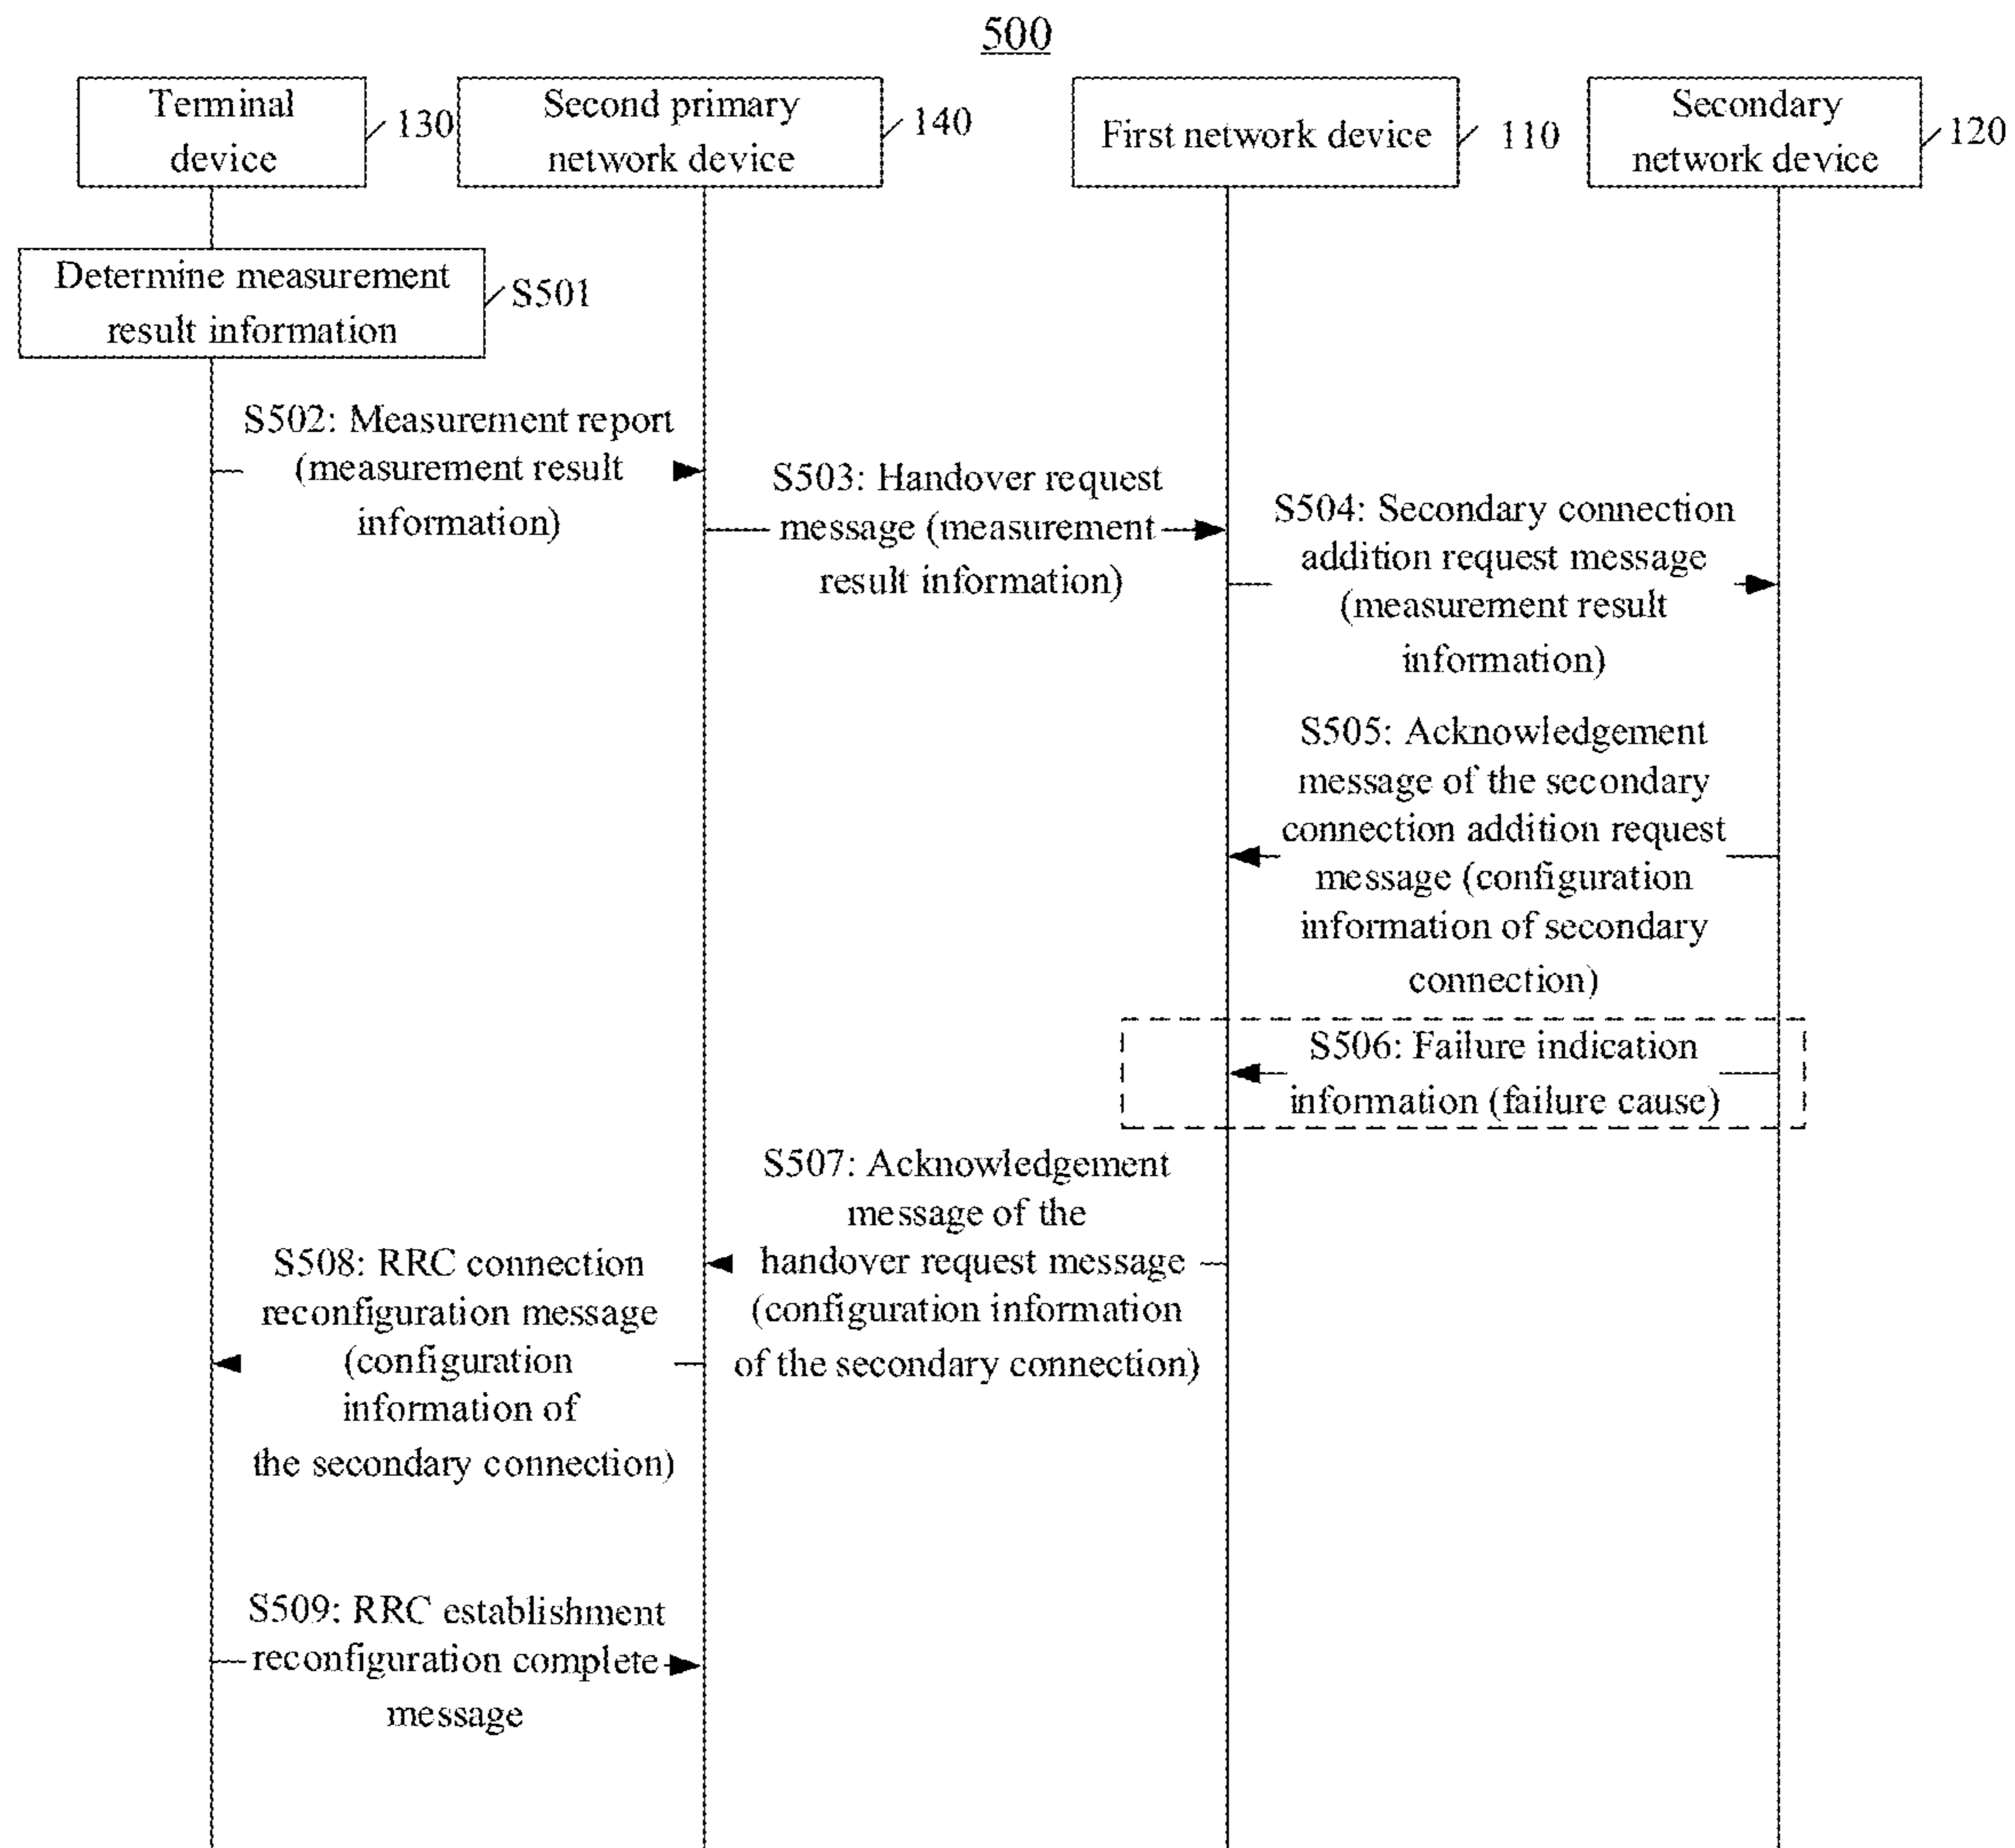 500
Terminal
device
130
Second primary
network device
140
First network device
110
Secondary
network device
120
Determine measurement
result information
S501
S502: Measurement report
(measurement result
information)
S503: Handover request
message (measurement
result information)
S504: Secondary connection
addition request message
(measurement result
information)
S505: Acknowledgement
message of the secondary
connection addition request
message (configuration
information of secondary
connection)
S506: Failure indication
information (failure cause)
S507: Acknowledgement
message of the
handover request message
(configuration information
of the secondary connection)
S508: RRC connection
reconfiguration message
(configuration
information of
the secondary connection)
S509: RRC establishment
reconfiguration complete
message